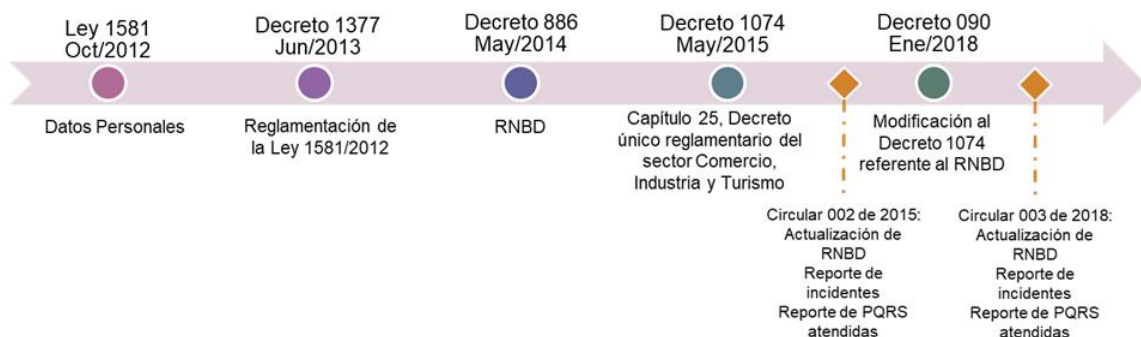 Ley 1581
Oct/2012
Datos Personales
Decreto 1377
Jun/2013
Reglamentación de
la Ley 1581/2012
Decreto 886
May/2014
RNBD
Decreto 1074
May/2015
Capítulo 25, Decreto
único reglamentario del
sector Comercio,
Industria y Turismo
Circular 002 de 2015:
Actualización de
RNBD
Reporte de
incidentes
Reporte de PQRS
atendidas
Decreto 090
Ene/2018
Modificación al
Decreto 1074
referente al RNBD
Circular 003 de 2018:
Actualización de
RNBD
Reporte de
incidentes
Reporte de PQRS
atendidas